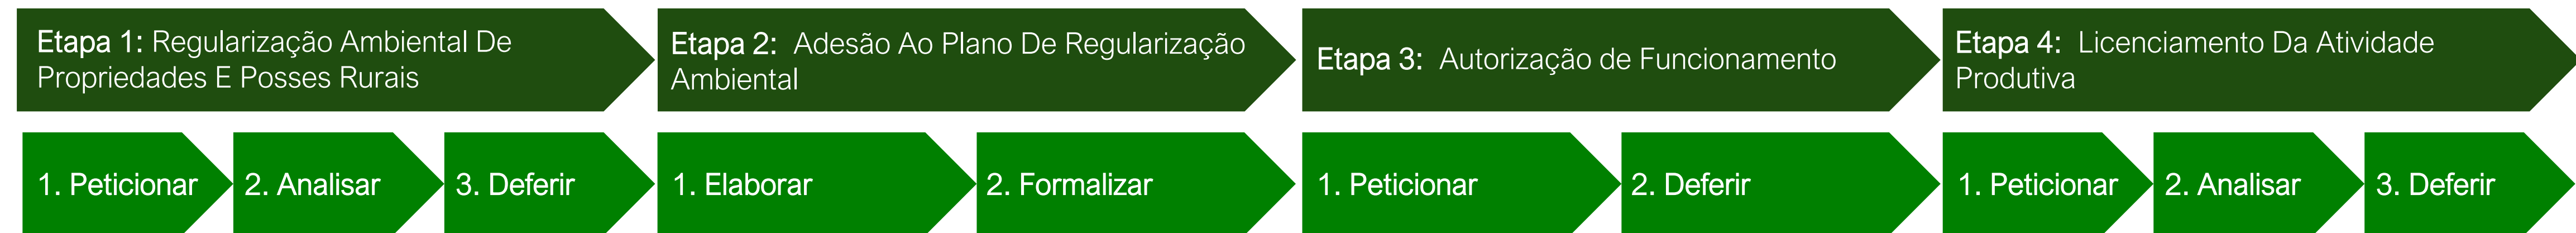 Etapa 1: Regularização Ambiental De
Propriedades E Posses Rurais
Etapa 2: Adesão Ao Plano De Regularização
Ambiental
Etapa 3: Autorização de Funcionamento
Etapa 4: Licenciamento Da Atividade
Produtiva
1. Peticionar
2. Analisar
3. Deferir
1. Elaborar
2. Formalizar
1. Peticionar
2. Deferir
1. Peticionar
2. Analisar
3. Deferir